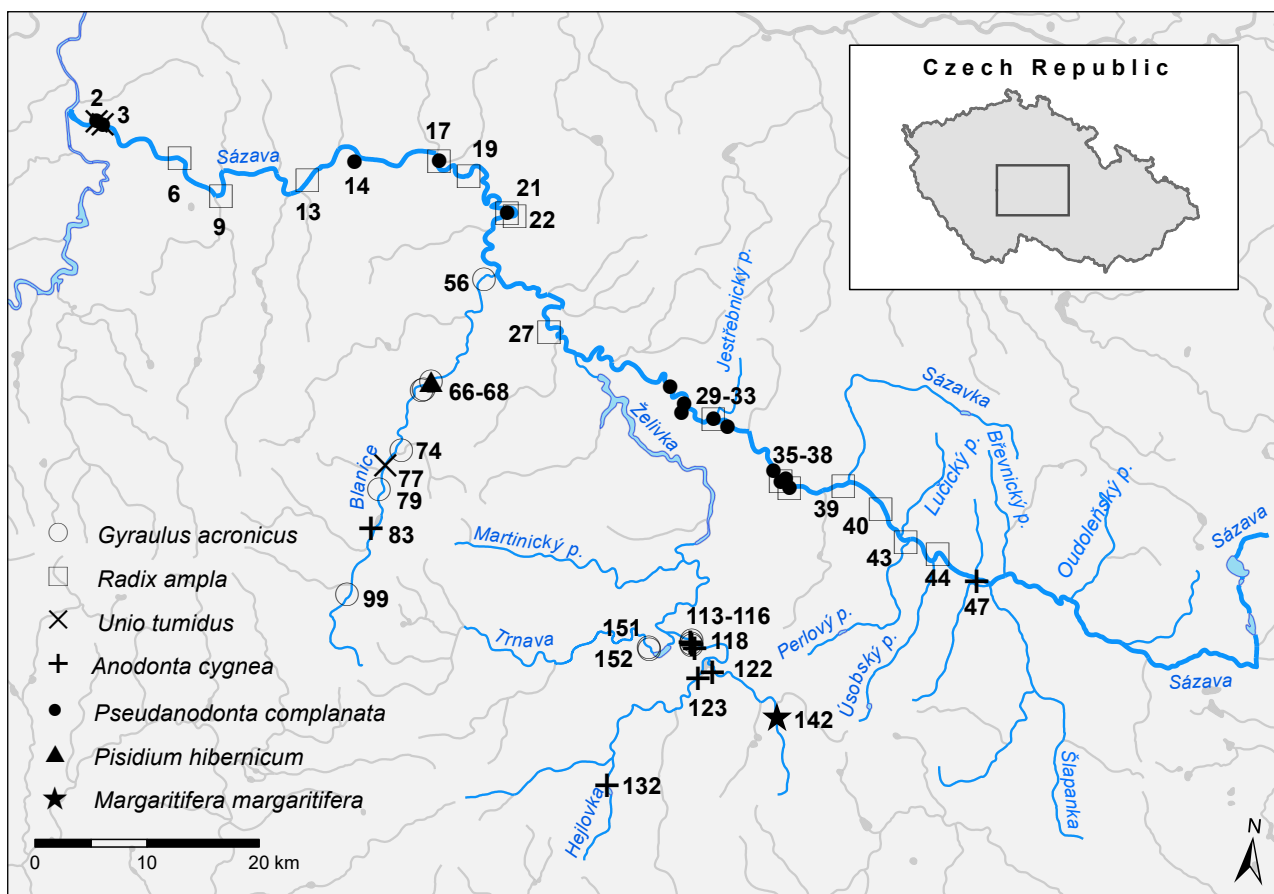 Czech Republic
2
3
17
19
Sázava
6
9
13
14
21
22
56
27
Jestřebnický p.
66-68
29-33
Želivka
Sázavka
74
Blanice
77
79
83
35-38
39
40
Lučický p.
Břevnický p.
Oudoleňský p.
Sázava
43
44
47
Martinický p.
99
Trnava
151
152
113-116
118
122
123
Perlový p.
Úsobský p.
142
Sázava
Šlapanka
132
Hejlovka
Gyraulus acronicus
Radix ampla
Unio tumidus
Anodonta cygnea
Pseudanodonta complanata
Pisidium hibernicum
Margaritifera margaritifera
0
20 km
N